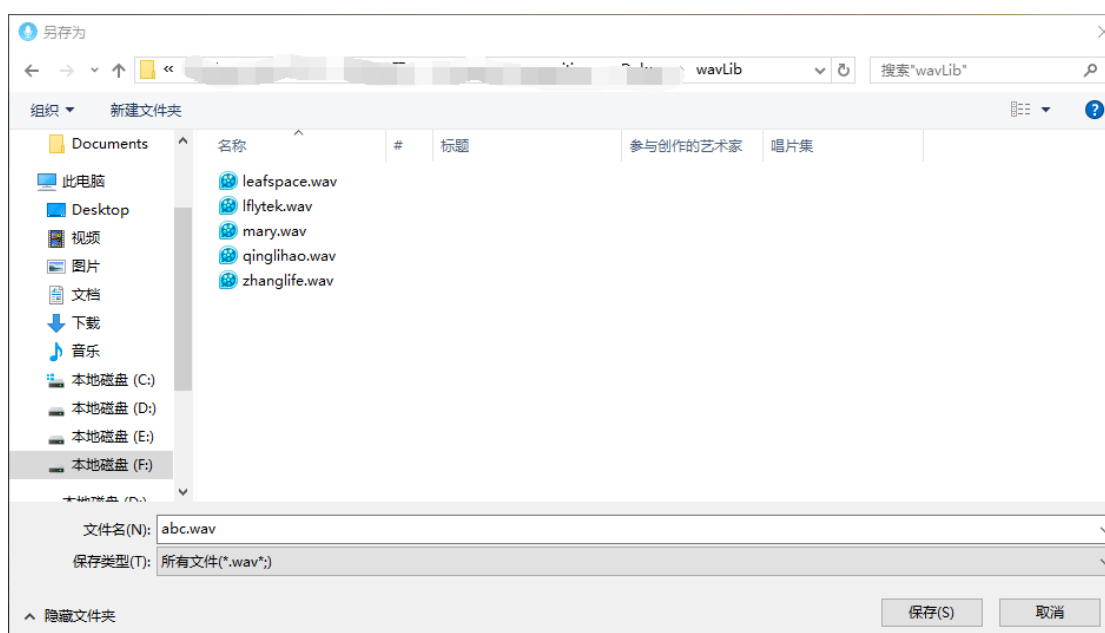 另存为
« wavLib 搜索"wavLib"
组织 新建文件夹
Documents
此电脑
Desktop
视频
图片
文档
下载
音乐
本地磁盘 (C:)
本地磁盘 (D:)
本地磁盘 (E:)
本地磁盘 (F:)
名称 # 标题 参与创作的艺术家 唱片集
leafspace.wav
lflytek.wav
mary.wav
qinglihao.wav
zhanglife.wav
文件名(N): abc.wav
保存类型(T): 所有文件(*.wav*;)
隐藏文件夹 保存(S) 取消